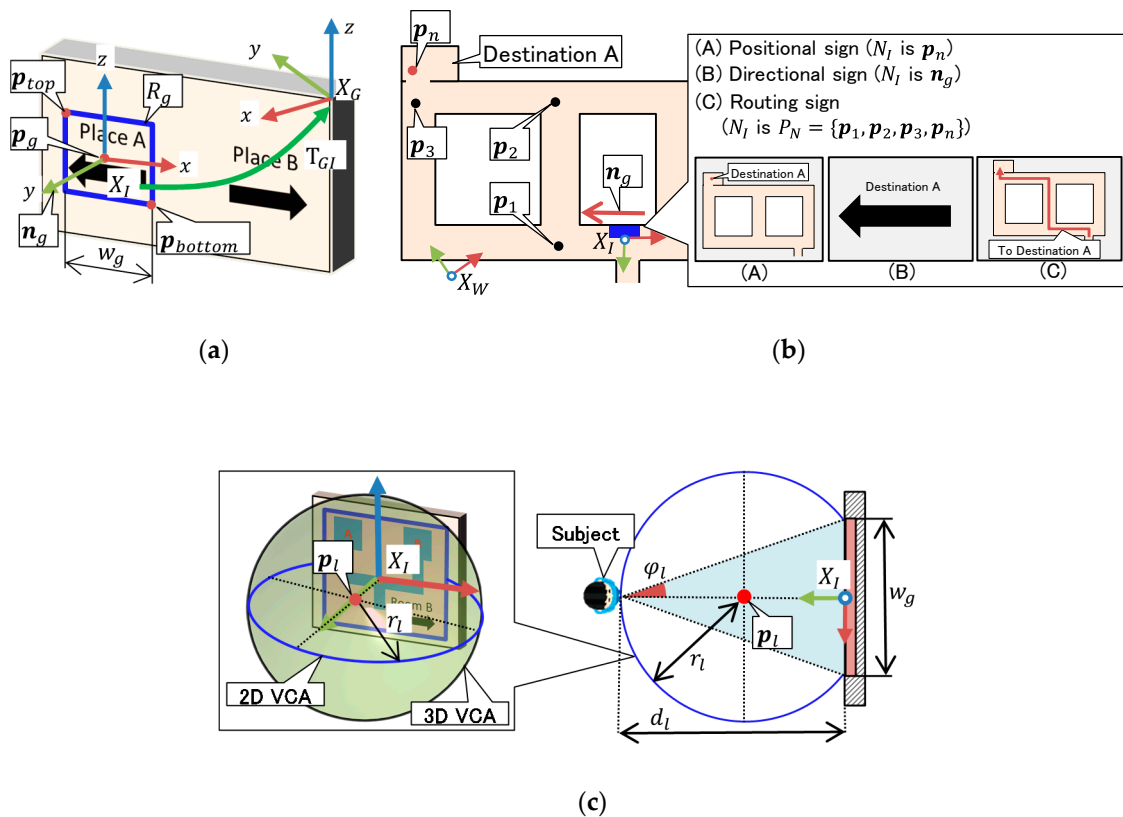 z
y
X_G
x
T_{GI}
p_top
z
R_g
Place A
p_g
x
Place B
y
X_I
n_g
p_bottom
w_g
(a)
p_n
Destination A
p_3
p_2
n_g
p_1
X_I
X_W
(A) Positional sign (N_I is p_n)
(B) Directional sign (N_I is n_g)
(C) Routing sign
(N_I is P_N = {p_1, p_2, p_3, p_n})
Destination A
(A)
Destination A
(B)
To Destination A
(C)
(b)
p_l
X_I
Room B
r_l
2D VCA
3D VCA
Subject
φ_l
X_I
w_g
p_l
r_l
d_l
(c)